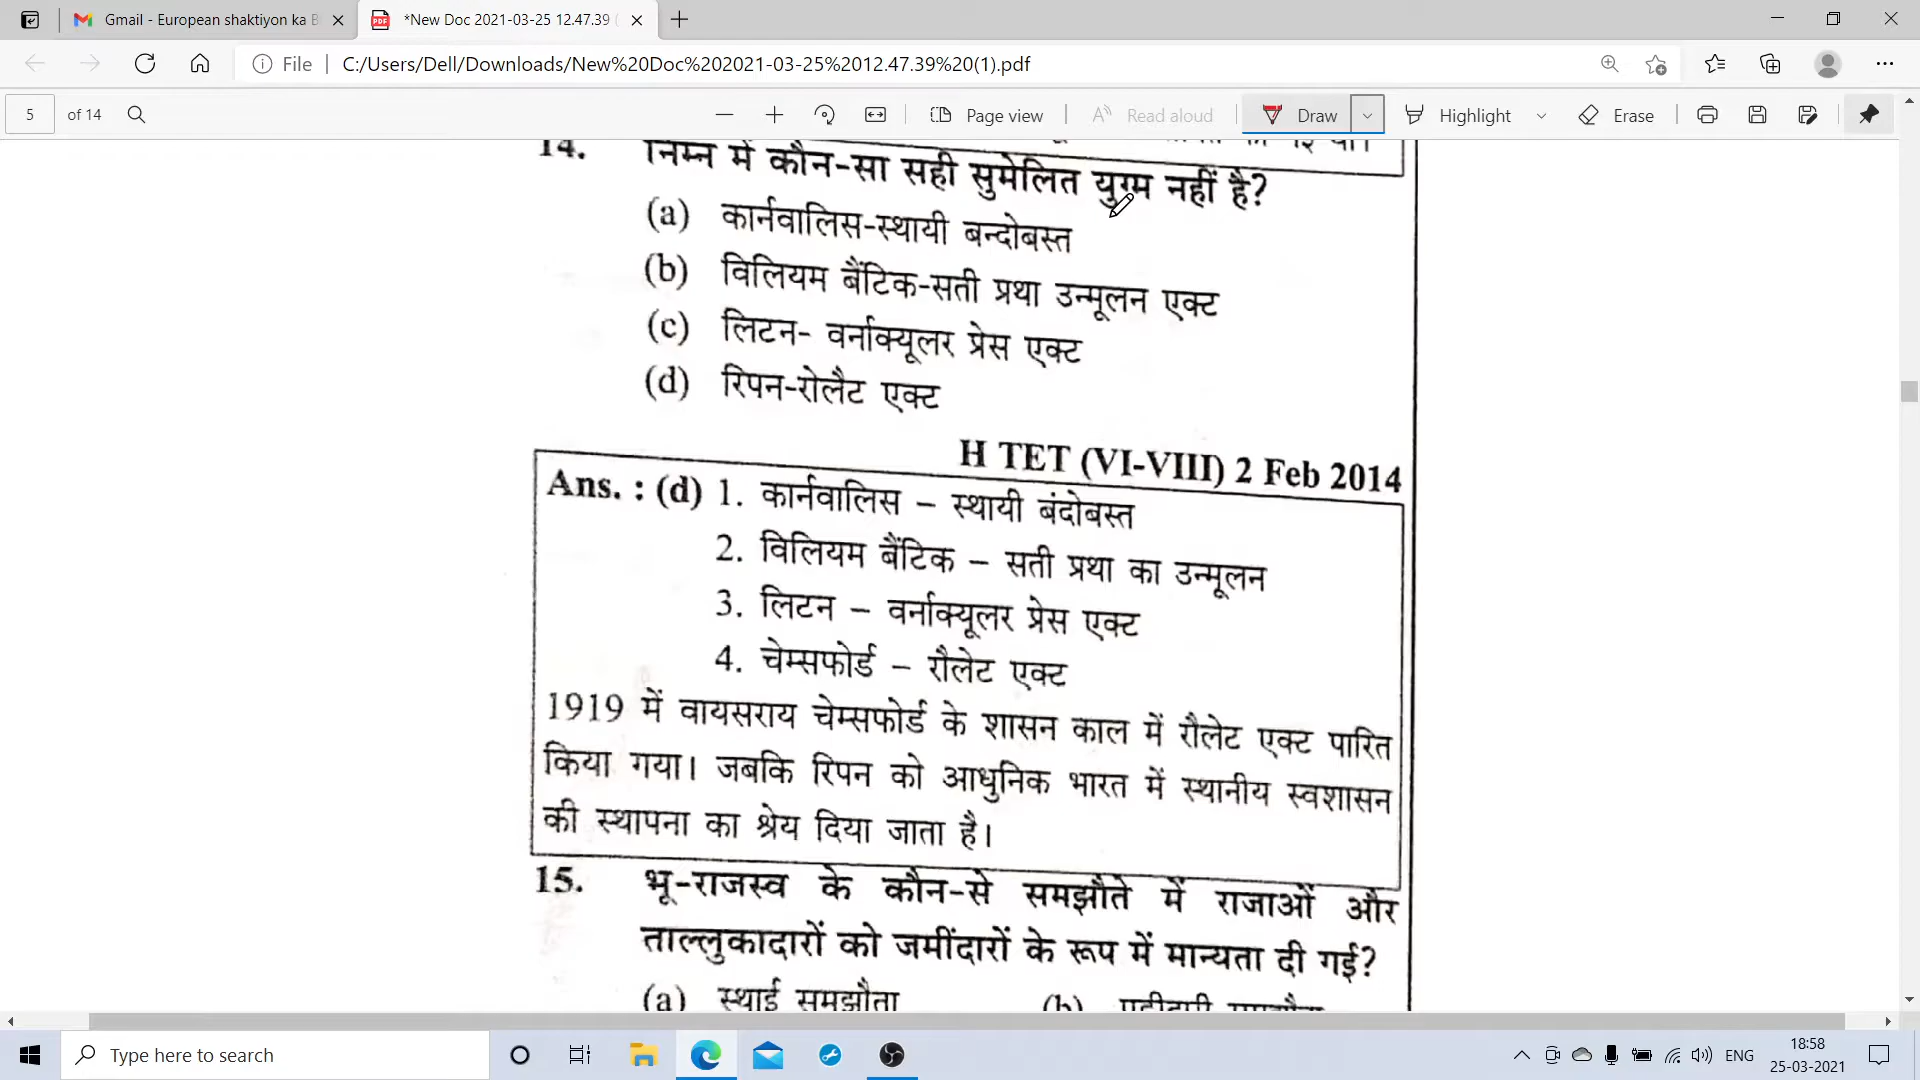 Gmail - European shaktiyon ka B
*New Doc 2021-03-25 12.47.39 (
File
C:/Users/Dell/Downloads/New%20Doc%202021-03-25%2012.47.39%20(1).pdf
5 of 14
Page view
Read aloud
Draw
Highlight
Erase
14. निम्न में कौन-सा सही सुमेलित युग्म नहीं है?
(a) कार्नवालिस-स्थायी बन्दोबस्त
(b) विलियम बैंटिक-सती प्रथा उन्मूलन एक्ट
(c) लिटन- वर्नाक्यूलर प्रेस एक्ट
(d) रिपन-रोलैट एक्ट
H TET (VI-VIII) 2 Feb 2014
Ans. : (d) 1. कार्नवालिस – स्थायी बंदोबस्त
2. विलियम बैंटिक – सती प्रथा का उन्मूलन
3. लिटन – वर्नाक्यूलर प्रेस एक्ट
4. चेम्सफोर्ड – रौलेट एक्ट
1919 में वायसराय चेम्सफोर्ड के शासन काल में रौलेट एक्ट पारित
किया गया। जबकि रिपन को आधुनिक भारत में स्थानीय स्वशासन
की स्थापना का श्रेय दिया जाता है।
15. भू-राजस्व के कौन-से समझौते में राजाओं और
ताल्लुकादारों को जमींदारों के रूप में मान्यता दी गई?
(a) स्थाई समझौता (b)
Type here to search
ENG
18:58
25-03-2021